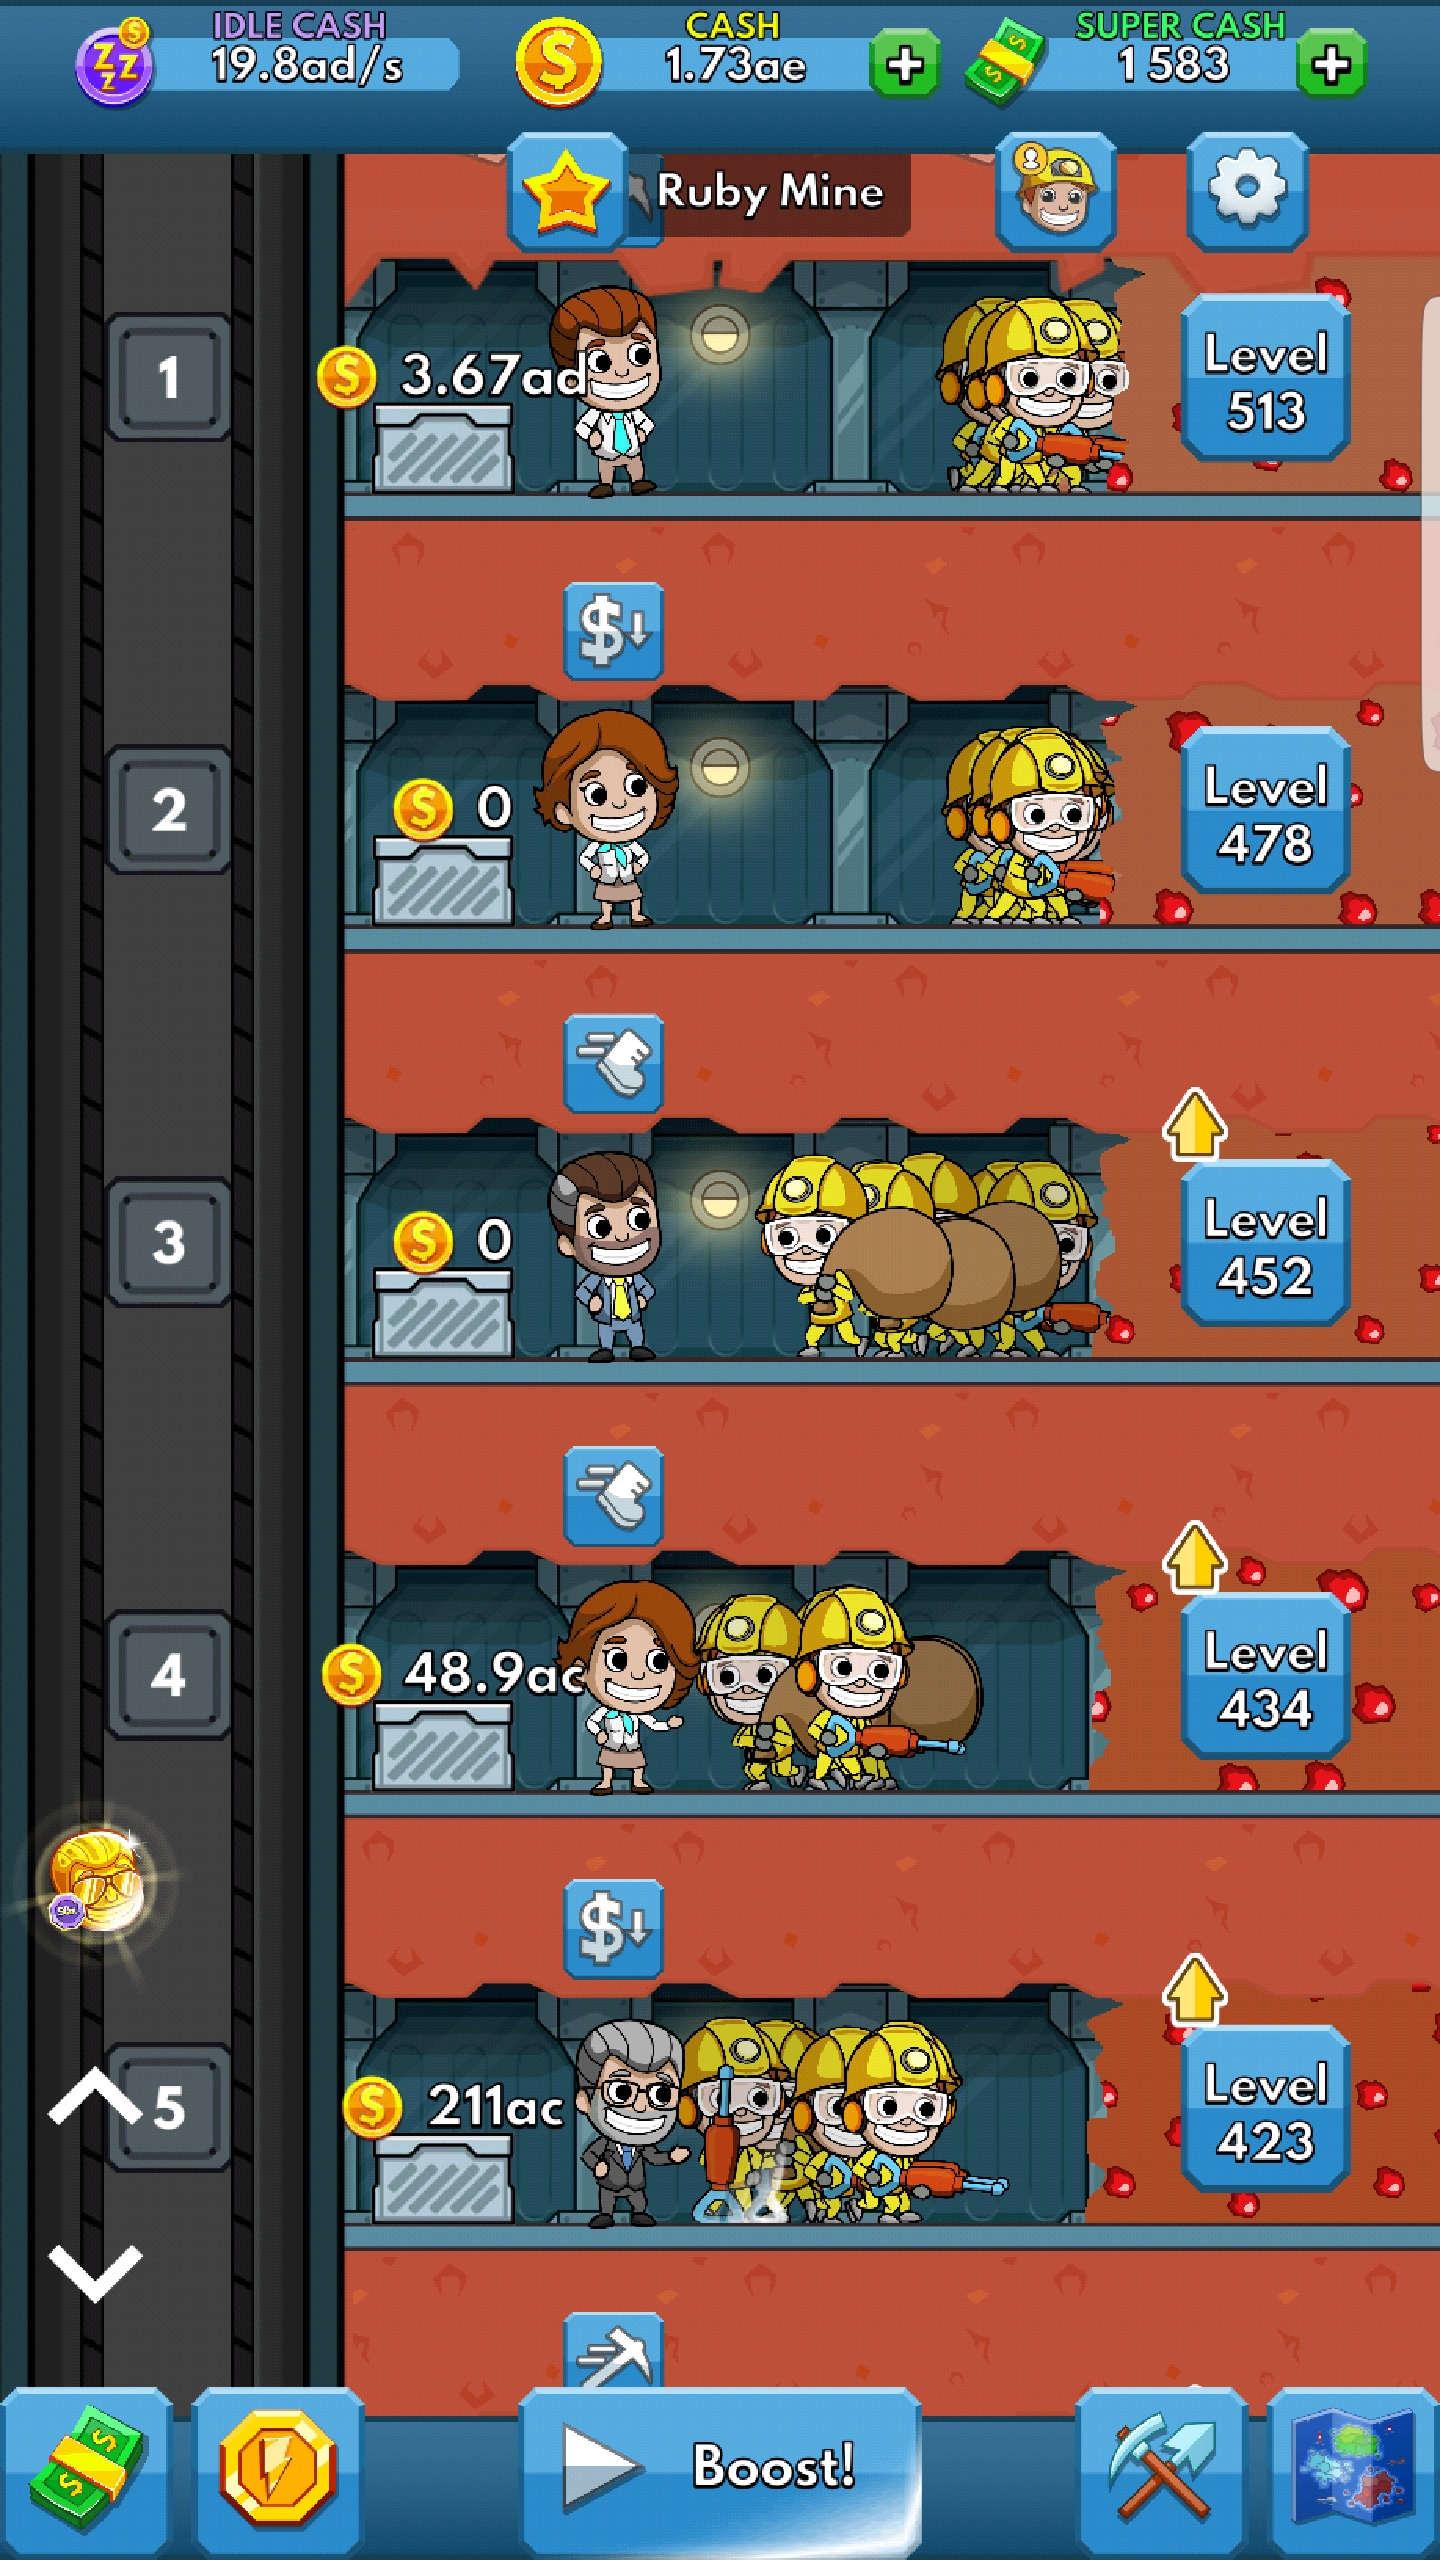 IDLE CASH
19.8ad/s
CASH
1.73ae
SUPER CASH
1 583
Ruby Mine
1
3.67ad
Level
513
2
0
Level
478
3
0
Level
452
4
48.9ac
Level
434
5
211ac
Level
423
Boost!